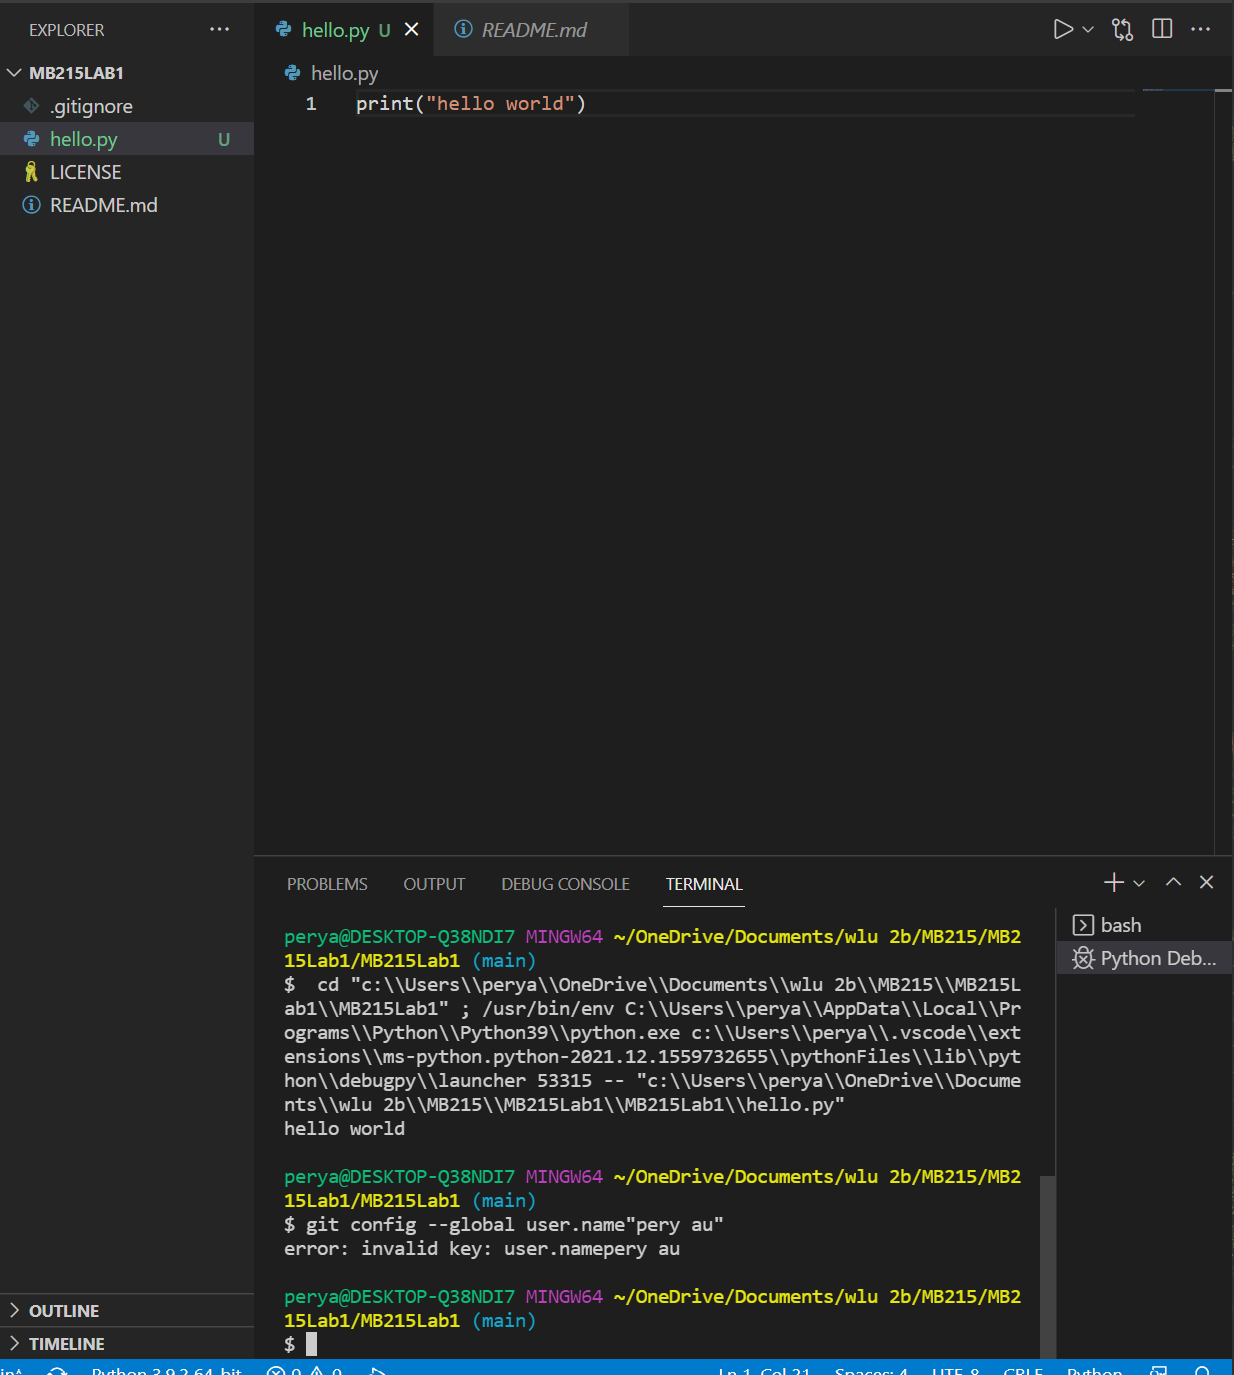 EXPLORER
MB215LAB1
.gitignore
hello.py U
LICENSE
README.md
OUTLINE
TIMELINE
hello.py U
README.md
hello.py
1 print("hello world")
PROBLEMS OUTPUT DEBUG CONSOLE TERMINAL
perya@DESKTOP-Q38NDI7 MINGW64 ~/OneDrive/Documents/wlu 2b/MB215/MB2
15Lab1/MB215Lab1 (main)
$  cd "c:\\Users\\perya\\OneDrive\\Documents\\wlu 2b\\MB215\\MB215L
ab1\\MB215Lab1" ; /usr/bin/env C:\\Users\\perya\\AppData\\Local\\Pr
ograms\\Python\\Python39\\python.exe c:\\Users\\perya\\.vscode\\ext
ensions\\ms-python.python-2021.12.1559732655\\pythonFiles\\lib\\pyt
hon\\debugpy\\launcher 53315 -- "c:\\Users\\perya\\OneDrive\\Docume
nts\\wlu 2b\\MB215\\MB215Lab1\\MB215Lab1\\hello.py"
hello world
perya@DESKTOP-Q38NDI7 MINGW64 ~/OneDrive/Documents/wlu 2b/MB215/MB2
15Lab1/MB215Lab1 (main)
$ git config --global user.name"pery au"
error: invalid key: user.namepery au
perya@DESKTOP-Q38NDI7 MINGW64 ~/OneDrive/Documents/wlu 2b/MB215/MB2
15Lab1/MB215Lab1 (main)
$
bash
Python Deb...
Python 3.9.2 64-bit 0 0 Ln 1, Col 21 Spaces: 4 UTF-8 CRLF Python